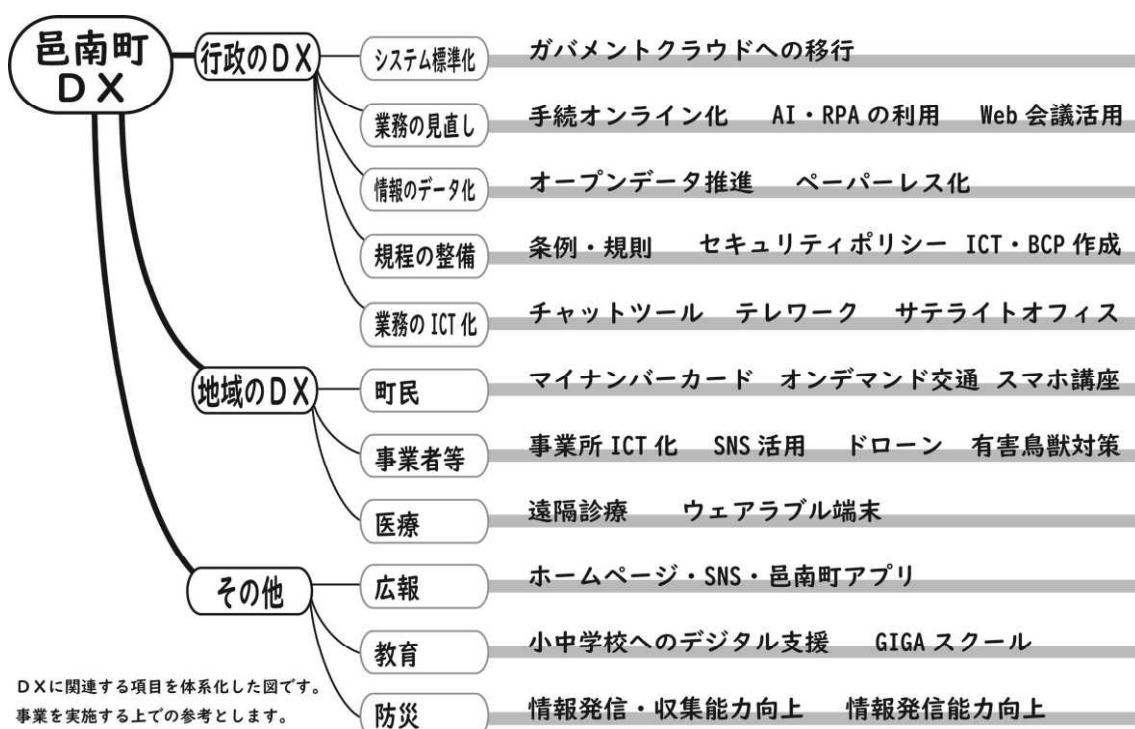 邑南町
DX
行政のDX
システム標準化 ガバメントクラウドへの移行
業務の見直し 手続オンライン化 AI・RPAの利用 Web会議活用
情報のデータ化 オープンデータ推進 ペーパーレス化
規程の整備 条例・規則 セキュリティポリシー ICT・BCP作成
業務のICT化 チャットツール テレワーク サテライトオフィス
地域のDX
町民 マイナンバーカード オンデマンド交通 スマホ講座
事業者等 事業所ICT化 SNS活用 ドローン 有害鳥獣対策
医療 遠隔診療 ウェアラブル端末
その他
広報 ホームページ・SNS・邑南町アプリ
教育 小中学校へのデジタル支援 GIGAスクール
防災 情報発信・収集能力向上 情報発信能力向上
DXに関連する項目を体系化した図です。
事業を実施する上での参考とします。